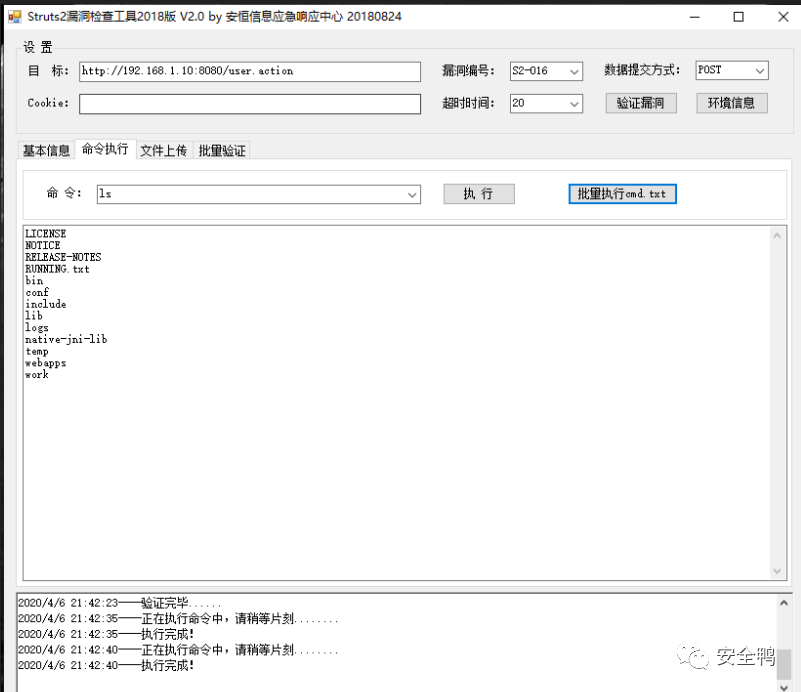 Struts2漏洞检查工具2018版 V2.0 by 安恒信息应急响应中心 20180824
设 置
目 标: http://192.168.1.10:8080/user.action 漏洞编号: S2-016 数据提交方式: POST
Cookie: 超时时间: 20 验证漏洞 环境信息
基本信息 命令执行 文件上传 批量验证
命 令: ls 执 行 批量执行cmd.txt
LICENSE
NOTICE
RELEASE-NOTES
RUNNING.txt
bin
conf
include
lib
logs
native-jni-lib
temp
webapps
work
2020/4/6 21:42:23——验证完毕......
2020/4/6 21:42:35——正在执行命令中，请稍等片刻........
2020/4/6 21:42:35——执行完成!
2020/4/6 21:42:40——正在执行命令中，请稍等片刻........
2020/4/6 21:42:40——执行完成!
安全鸭